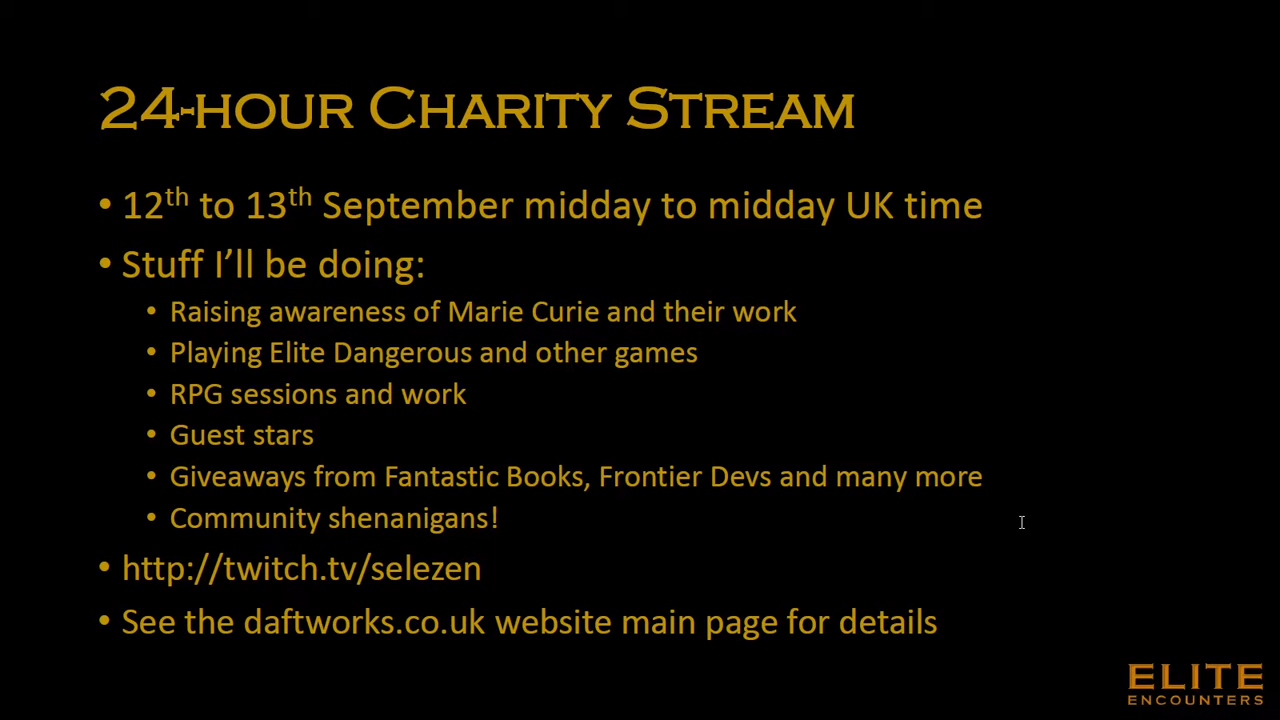 24-HOUR CHARITY STREAM
• 12th to 13th September midday to midday UK time
• Stuff I’ll be doing:
• Raising awareness of Marie Curie and their work
• Playing Elite Dangerous and other games
• RPG sessions and work
• Guest stars
• Giveaways from Fantastic Books, Frontier Devs and many more
• Community shenanigans!
• http://twitch.tv/selezen
• See the daftworks.co.uk website main page for details
ELITE
ENCOUNTERS